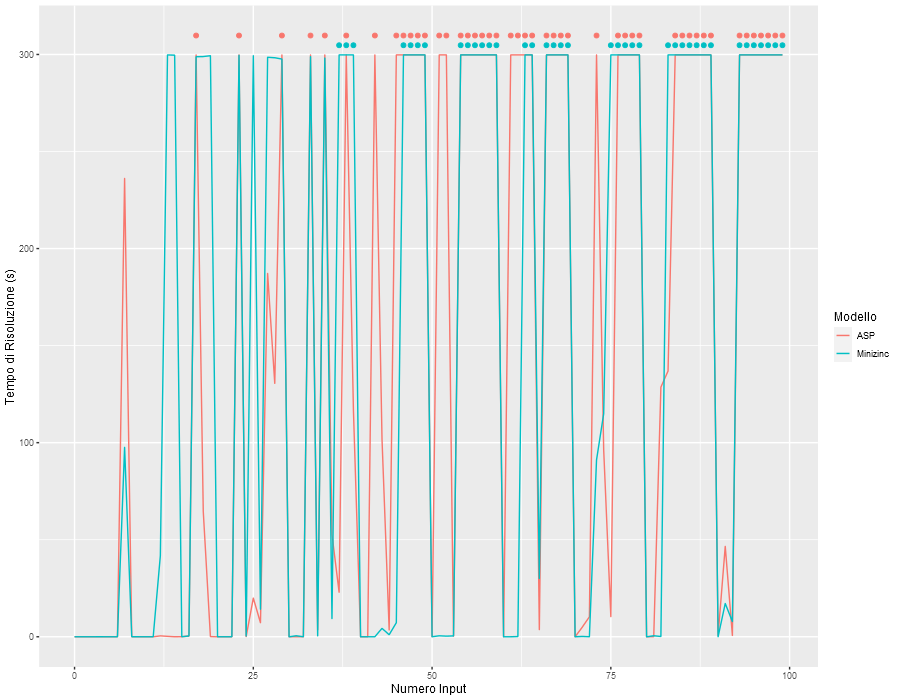 300
200
100
0
Tempo di Risoluzione (s)
0
25
50
75
100
Numero Input
Modello
ASP
Minizinc